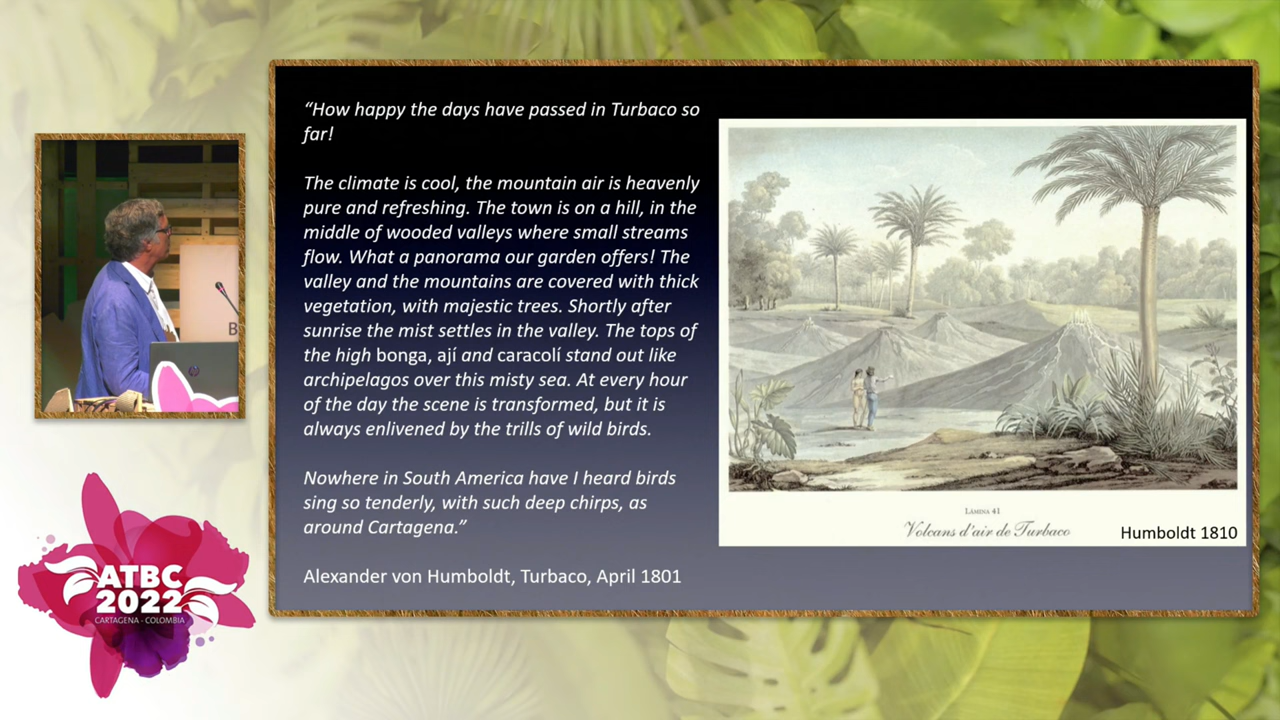 “How happy the days have passed in Turbaco so
far!
The climate is cool, the mountain air is heavenly
pure and refreshing. The town is on a hill, in the
middle of wooded valleys where small streams
flow. What a panorama our garden offers! The
valley and the mountains are covered with thick
vegetation, with majestic trees. Shortly after
sunrise the mist settles in the valley. The tops of
the high bonga, ají and caracolí stand out like
archipelagos over this misty sea. At every hour
of the day the scene is transformed, but it is
always enlivened by the trills of wild birds.
Nowhere in South America have I heard birds
sing so tenderly, with such deep chirps, as
around Cartagena.”
Alexander von Humboldt, Turbaco, April 1801
LÁMINA 41
Volcans d'air de Turbaco
Humboldt 1810
B
ATBC
2022
CARTAGENA - COLOMBIA